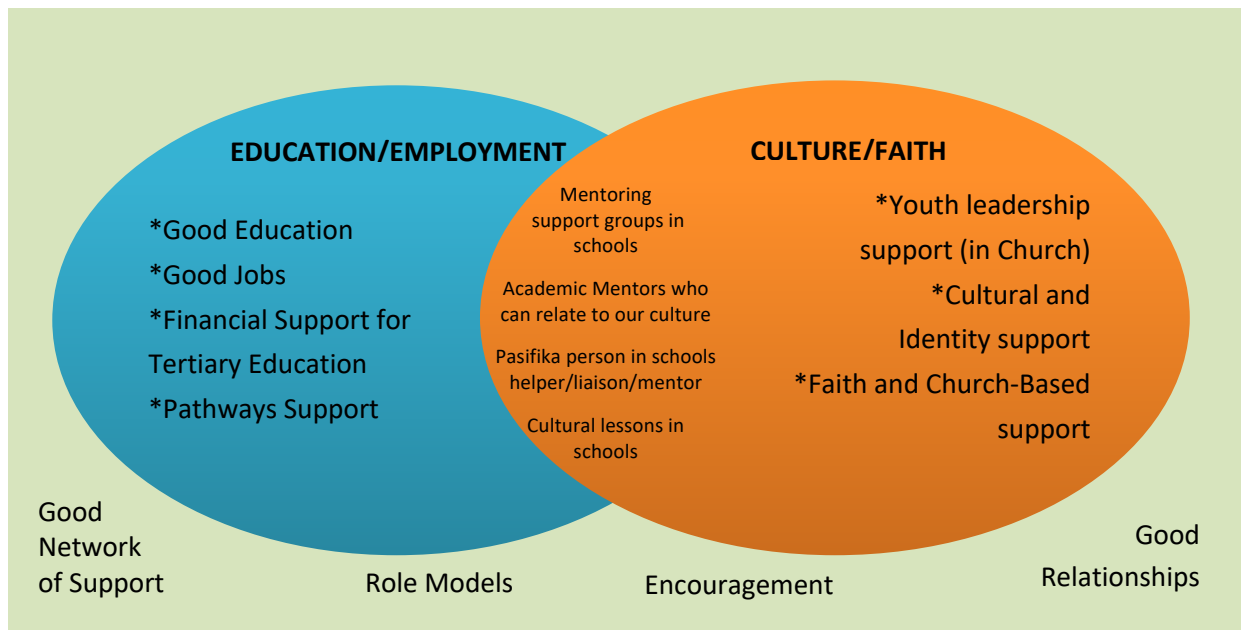 EDUCATION/EMPLOYMENT
*Good Education
*Good Jobs
*Financial Support for
Tertiary Education
*Pathways Support
Mentoring
support groups in
schools
Academic Mentors who
can relate to our culture
Pasifika person in schools
helper/liaison/mentor
Cultural lessons in
schools
CULTURE/FAITH
*Youth leadership
support (in Church)
*Cultural and
Identity support
*Faith and Church-Based
support
Good
Network
of Support
Role Models
Encouragement
Good
Relationships